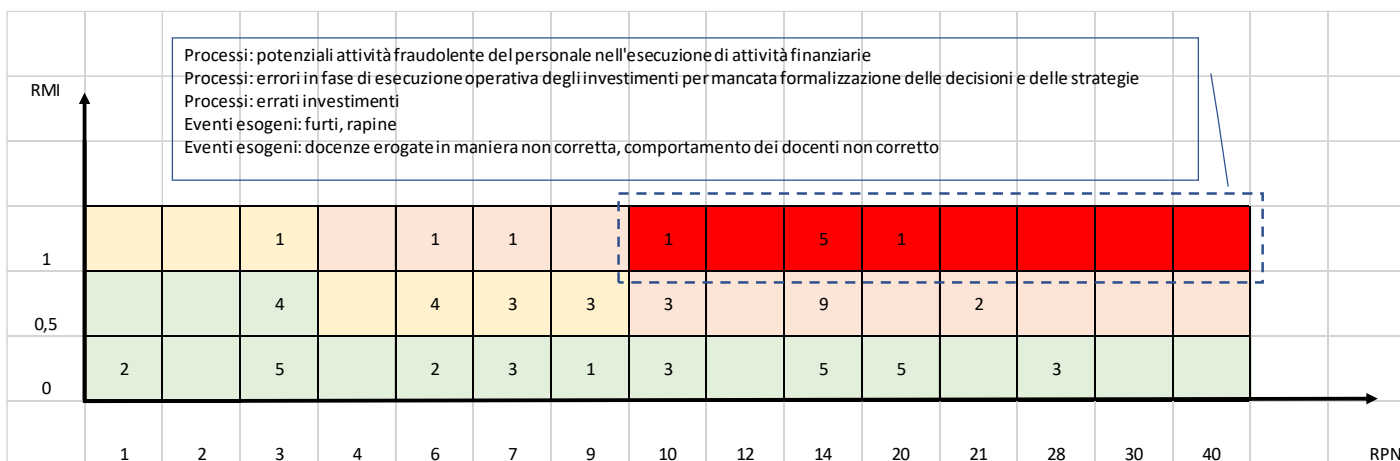 Processi: potenziali attività fraudolente del personale nell'esecuzione di attività finanziarie
Processi: errori in fase di esecuzione operativa degli investimenti per mancata formalizzazione delle decisioni e delle strategie
Processi: errati investimenti
Eventi esogeni: furti, rapine
Eventi esogeni: docenze erogate in maniera non corretta, comportamento dei docenti non corretto
RMI
1 1 1 1 5 1
1
4 4 3 3 3 9 2
0,5
2 5 2 3 1 3 5 5 3
0
1 2 3 4 6 7 9 10 12 14 20 21 28 30 40 RPN